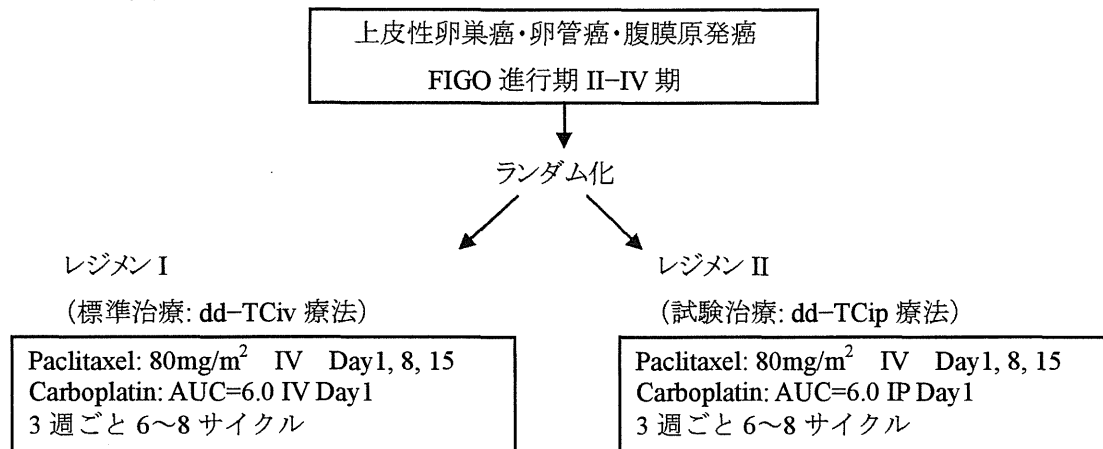 上皮性卵巣癌・卵管癌・腹膜原発癌
FIGO 進行期 II−IV 期
ランダム化
レジメン I
(標準治療: dd−TCiv 療法)
Paclitaxel: 80mg/m² IV Day1, 8, 15
Carboplatin: AUC=6.0 IV Day1
3 週ごと 6〜8 サイクル
レジメン II
(試験治療: dd−TCip 療法)
Paclitaxel: 80mg/m² IV Day1, 8, 15
Carboplatin: AUC=6.0 IP Day1
3 週ごと 6〜8 サイクル